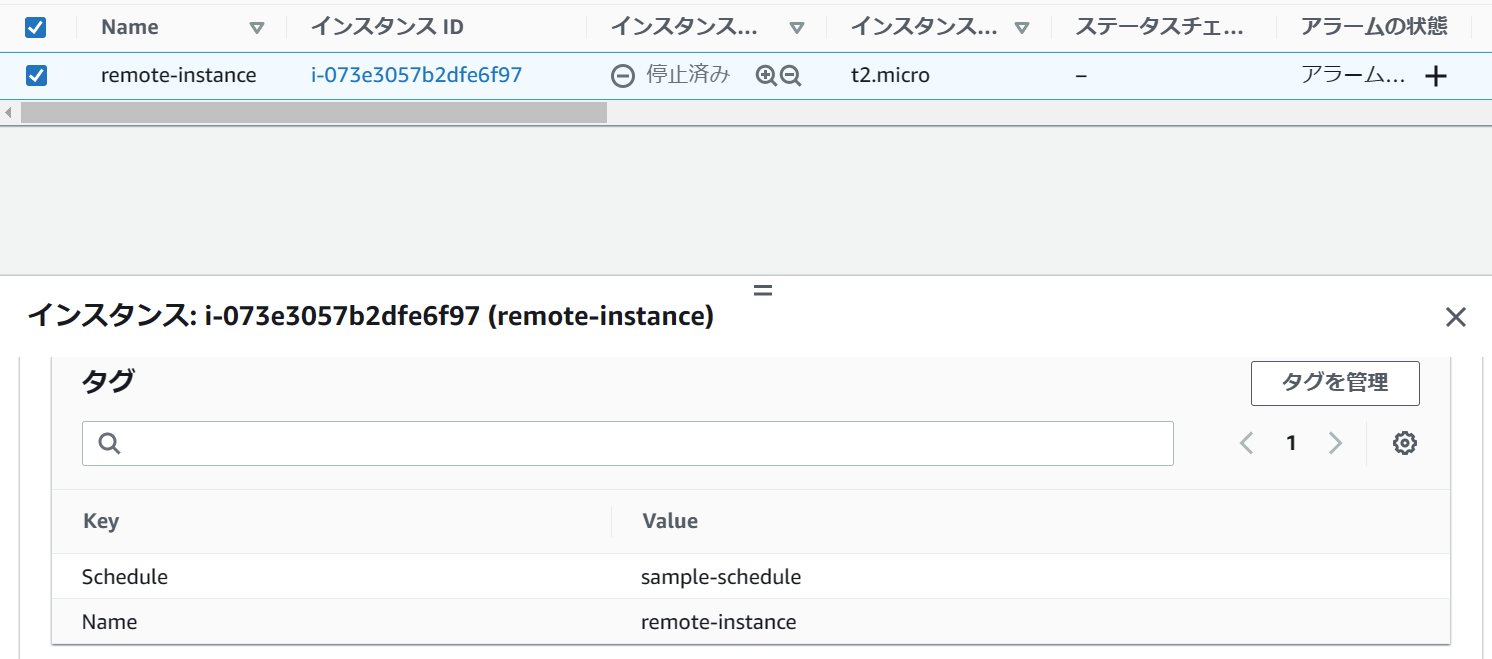 Name インスタンス ID インスタンス... インスタンス... ステータスチェ... アラームの状態
remote-instance i-073e3057b2dfe6f97 停止済み t2.micro – アラーム... +
インスタンス: i-073e3057b2dfe6f97 (remote-instance)
タグ タグを管理
1
Key Value
Schedule sample-schedule
Name remote-instance